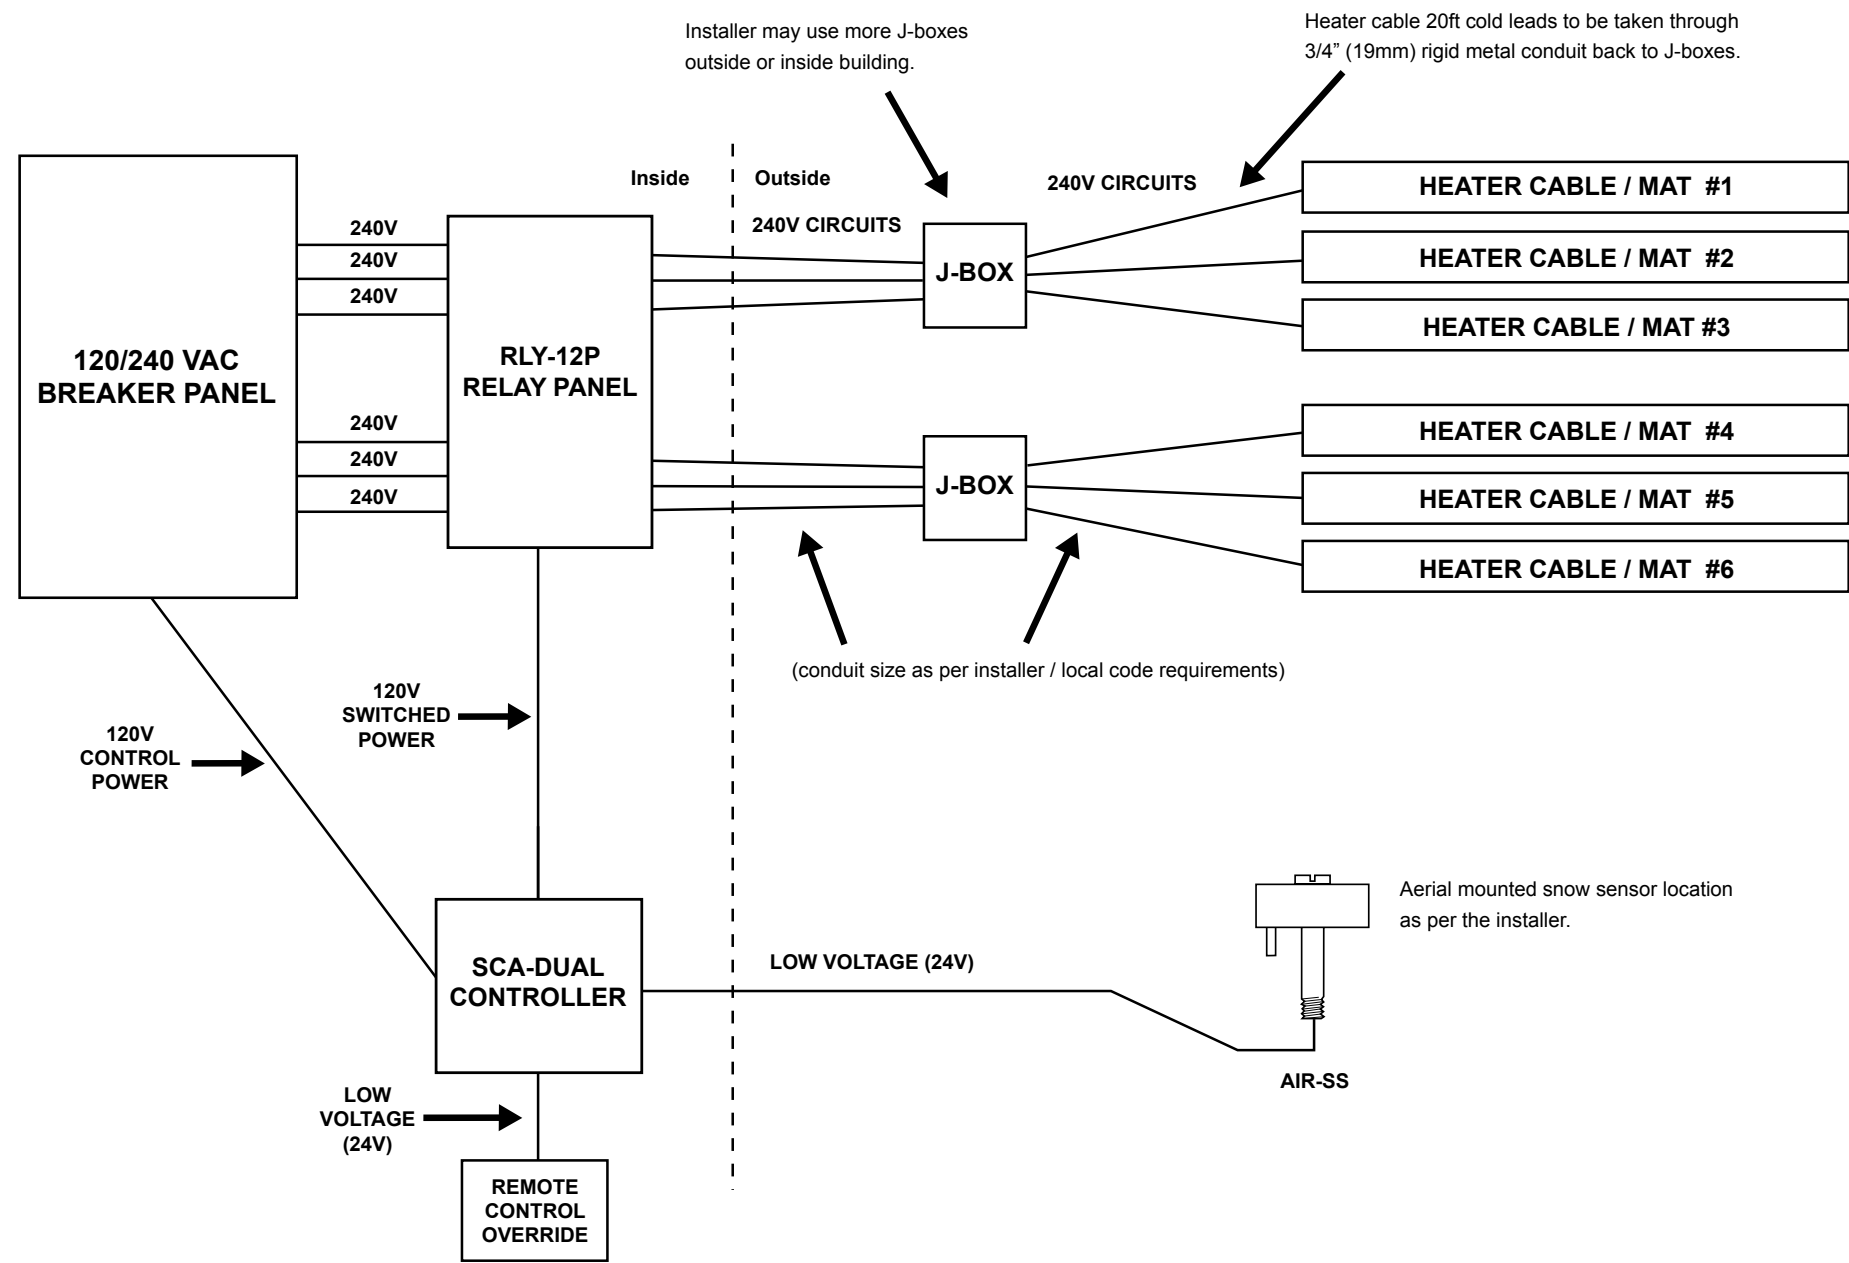 Installer may use more J-boxes
outside or inside building.
Heater cable 20ft cold leads to be taken through
3/4” (19mm) rigid metal conduit back to J-boxes.
Inside
Outside
240V CIRCUITS
240V CIRCUITS
120/240 VAC
BREAKER PANEL
240V
240V
240V
240V
240V
240V
RLY-12P
RELAY PANEL
J-BOX
J-BOX
HEATER CABLE / MAT #1
HEATER CABLE / MAT #2
HEATER CABLE / MAT #3
HEATER CABLE / MAT #4
HEATER CABLE / MAT #5
HEATER CABLE / MAT #6
(conduit size as per installer / local code requirements)
120V
SWITCHED
POWER
120V
CONTROL
POWER
SCA-DUAL
CONTROLLER
LOW VOLTAGE (24V)
Aerial mounted snow sensor location
as per the installer.
AIR-SS
LOW
VOLTAGE
(24V)
REMOTE
CONTROL
OVERRIDE